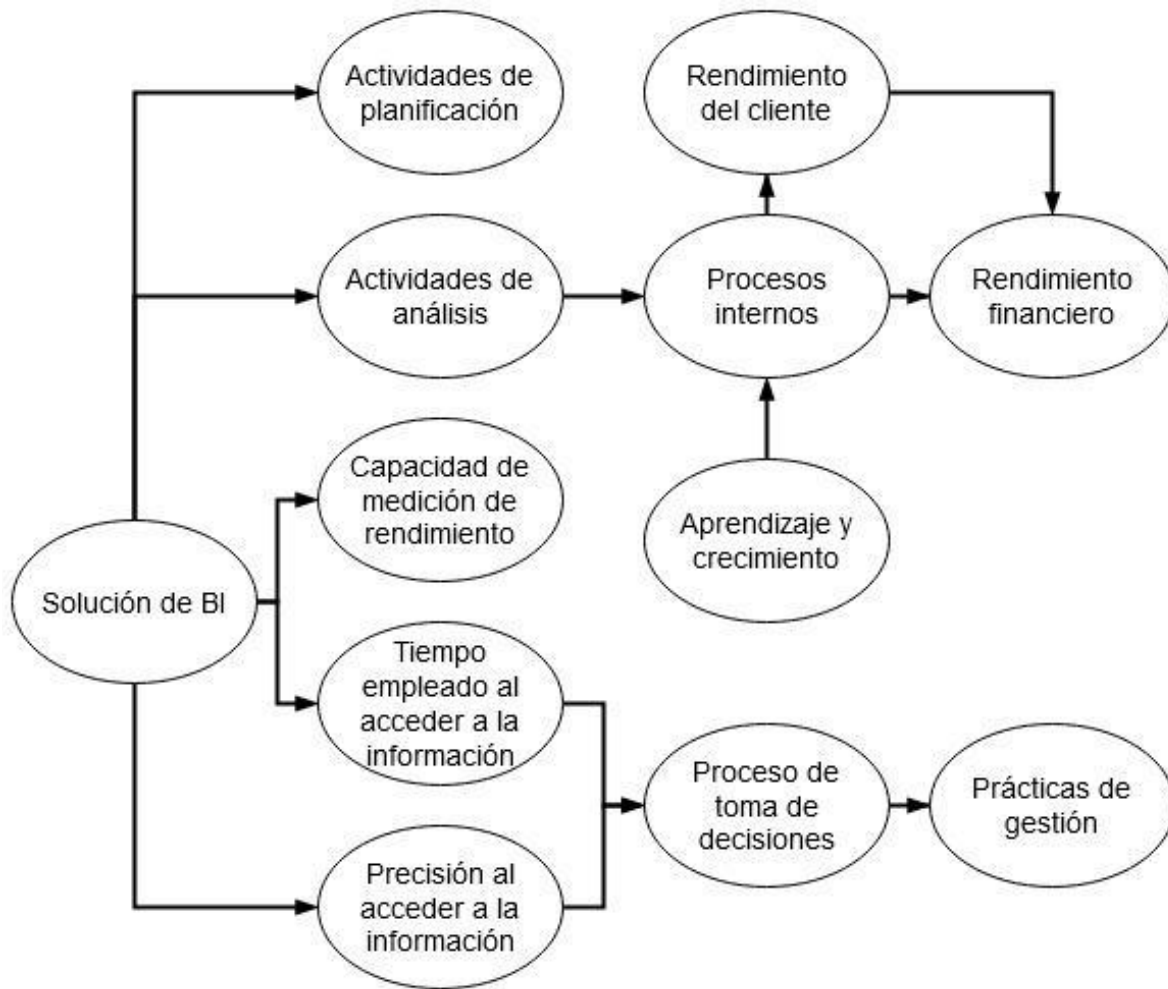 Actividades de
planificación
Rendimiento
del cliente
Actividades de
análisis
Procesos
internos
Rendimiento
financiero
Capacidad de
medición de
rendimiento
Aprendizaje y
crecimiento
Solución de BI
Tiempo
empleado al
acceder a la
información
Proceso de
toma de
decisiones
Prácticas de
gestión
Precisión al
acceder a la
información